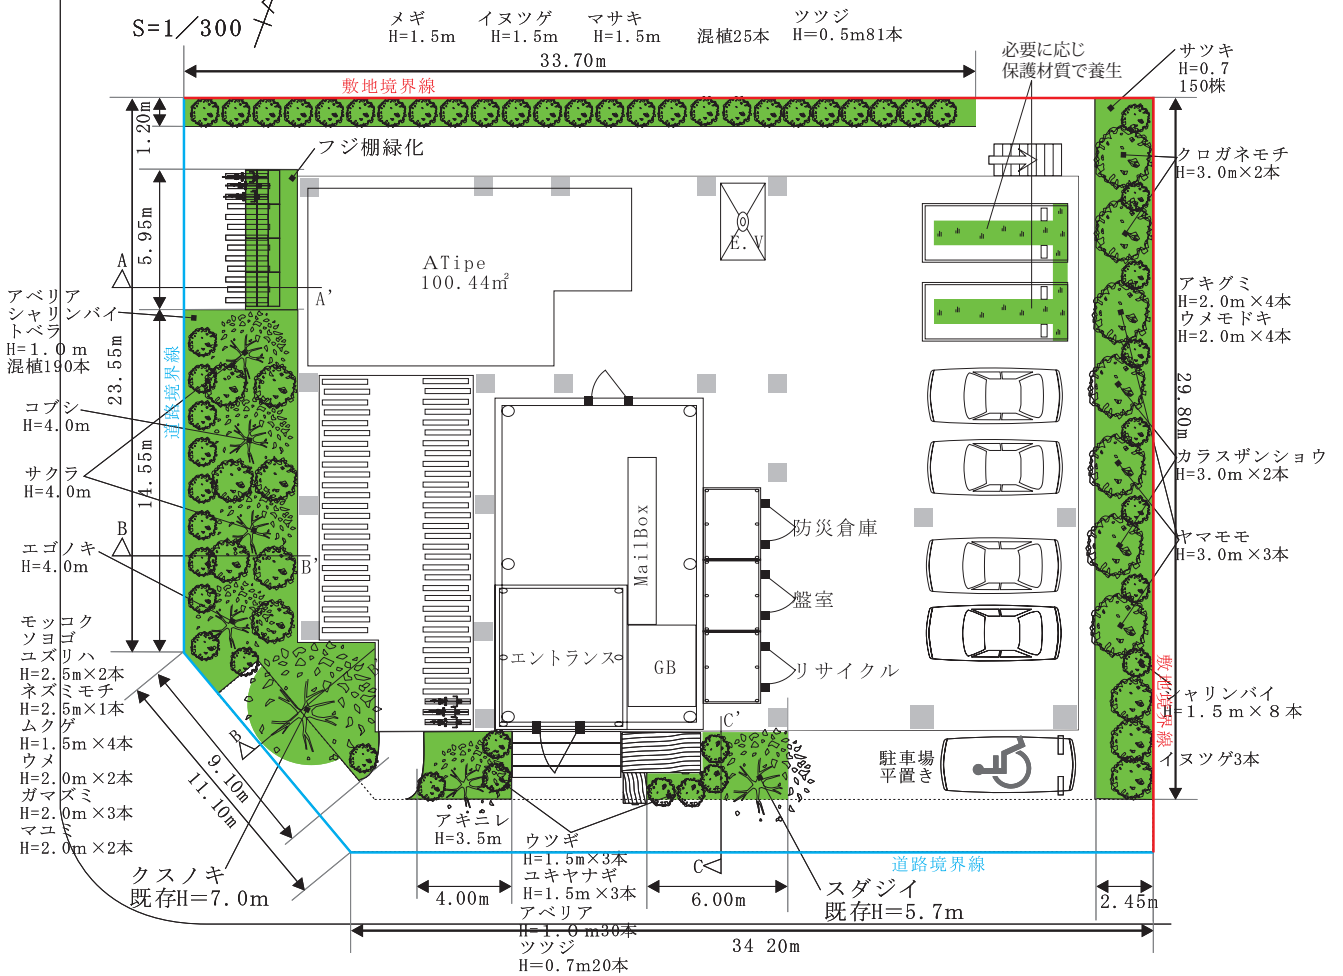 S=1/300
メギ
H=1.5m
イヌツゲ
H=1.5m
マサキ
H=1.5m
混植25本
ツツジ
H=0.5m81本
33.70m
敷地境界線
必要に応じ
保護材質で養生
サツキ
H=0.7
150株
1.20m
フジ棚緑化
クロガネモチ
H=3.0m×2本
5.95m
A
A'
ATipe
100.44㎡
E.V
アベリア
シャリンバイ
トベラ
H=1.0m
混植190本
アキグミ
H=2.0m×4本
ウメモドキ
H=2.0m×4本
23.55m
道路境界線
29.80m
コブシ
H=4.0m
14.55m
サクラ
H=4.0m
カラスザンショウ
H=3.0m×2本
MailBox
防災倉庫
B
B'
エゴノキ
H=4.0m
ヤマモモ
H=3.0m×3本
盤室
モッコク
ソヨゴ
ユズリハ
H=2.5m×2本
ネズミモチ
H=2.5m×1本
ムクゲ
H=1.5m×4本
ウメ
H=2.0m×2本
ガマズミ
H=2.0m×3本
マユミ
H=2.0m×2本
エントランス
GB
リサイクル
敷地境界線
シャリンバイ
H=1.5m×8本
C'
B
駐車場
平置き
イヌツゲ3本
9.10m
11.10m
アキニレ
H=3.5m
ウツギ
H=1.5m×3本
ユキヤナギ
H=1.5m×3本
アベリア
H=1.0m30本
ツツジ
H=0.7m20本
道路境界線
C
クスノキ
既存H=7.0m
スダジイ
既存H=5.7m
4.00m
6.00m
2.45m
34 20m